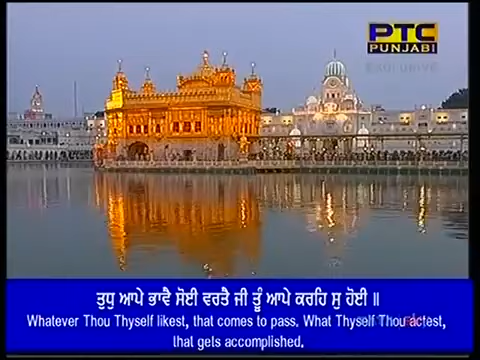 PTC
PUNJABI
EXCLUSIVE
ਤੁਧੁ ਆਪੇ ਭਾਵੈ ਸੋਈ ਵਰਤੈ ਜੀ ਤੂੰ ਆਪੇ ਕਰਹਿ ਸੁ ਹੋਈ ॥
Whatever Thou Thyself likest, that comes to pass. What Thyself Thou actest,
that gets accomplished.